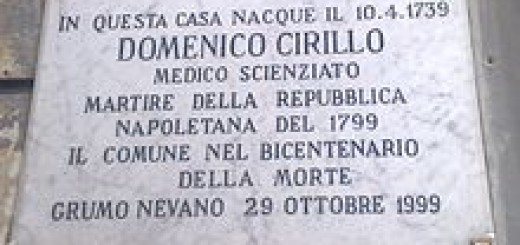 IN QUESTA CASA NACQUE IL 10.4.1739
DOMENICO CIRILLO
MEDICO SCIENZIATO
MARTIRE DELLA REPUBBLICA
NAPOLETANA DEL 1799
IL COMUNE NEL BICENTENARIO
DELLA MORTE
GRUMO NEVANO 29 OTTOBRE 1999